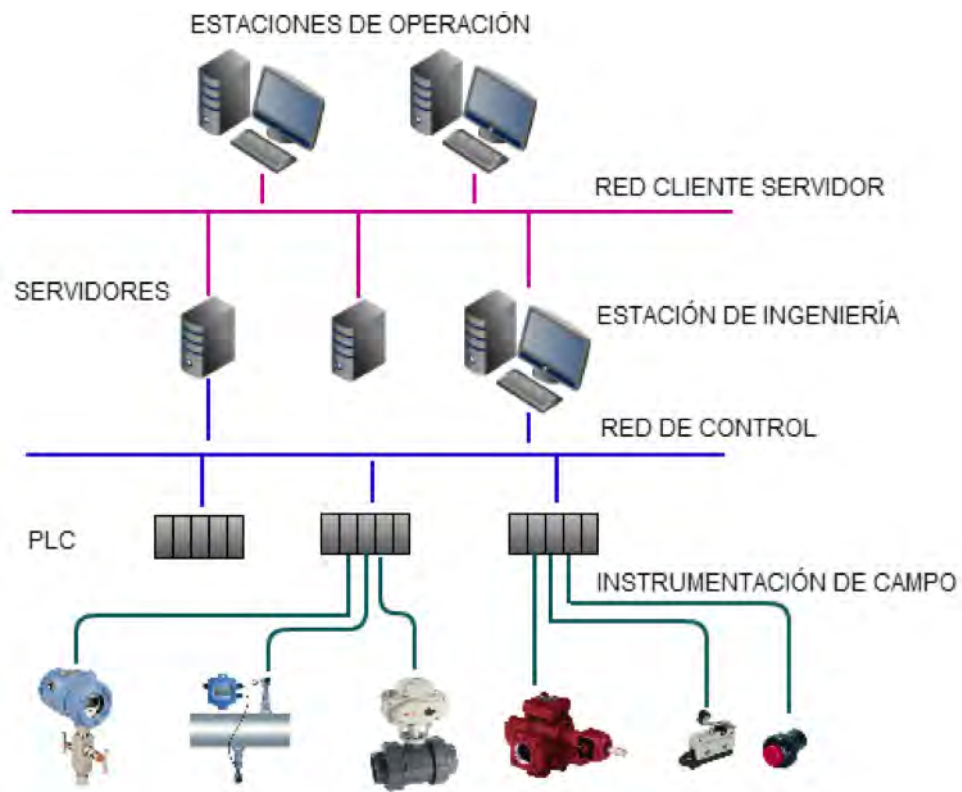 ESTACIONES DE OPERACIÓN
RED CLIENTE SERVIDOR
SERVIDORES
ESTACIÓN DE INGENIERÍA
RED DE CONTROL
PLC
INSTRUMENTACIÓN DE CAMPO